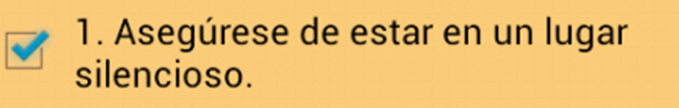 1. Asegúrese de estar en un lugar
silencioso.